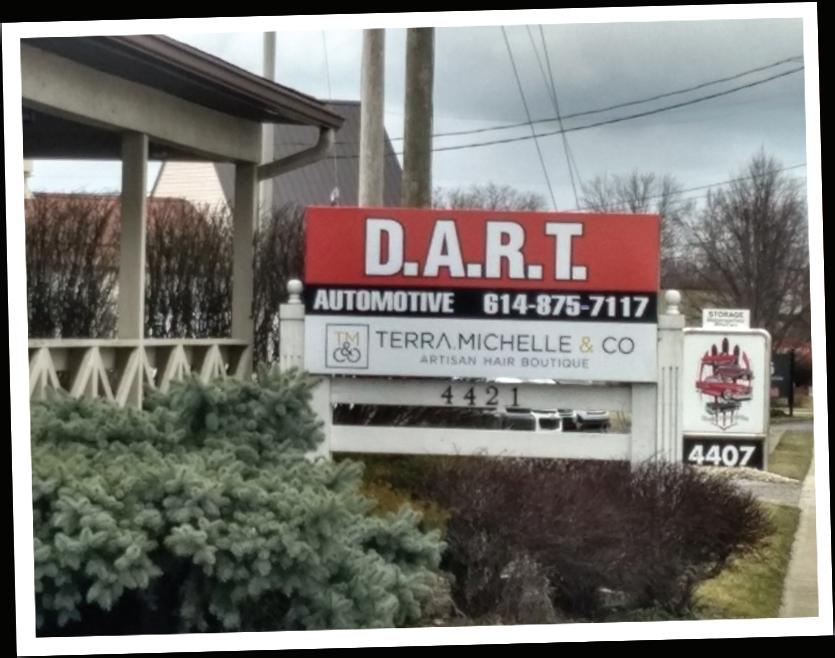 D.A.R.T.
AUTOMOTIVE 614-875-7117
TM
&
TERRA.MICHELLE & CO
ARTISAN HAIR BOUTIQUE
4421
STORAGE
4407